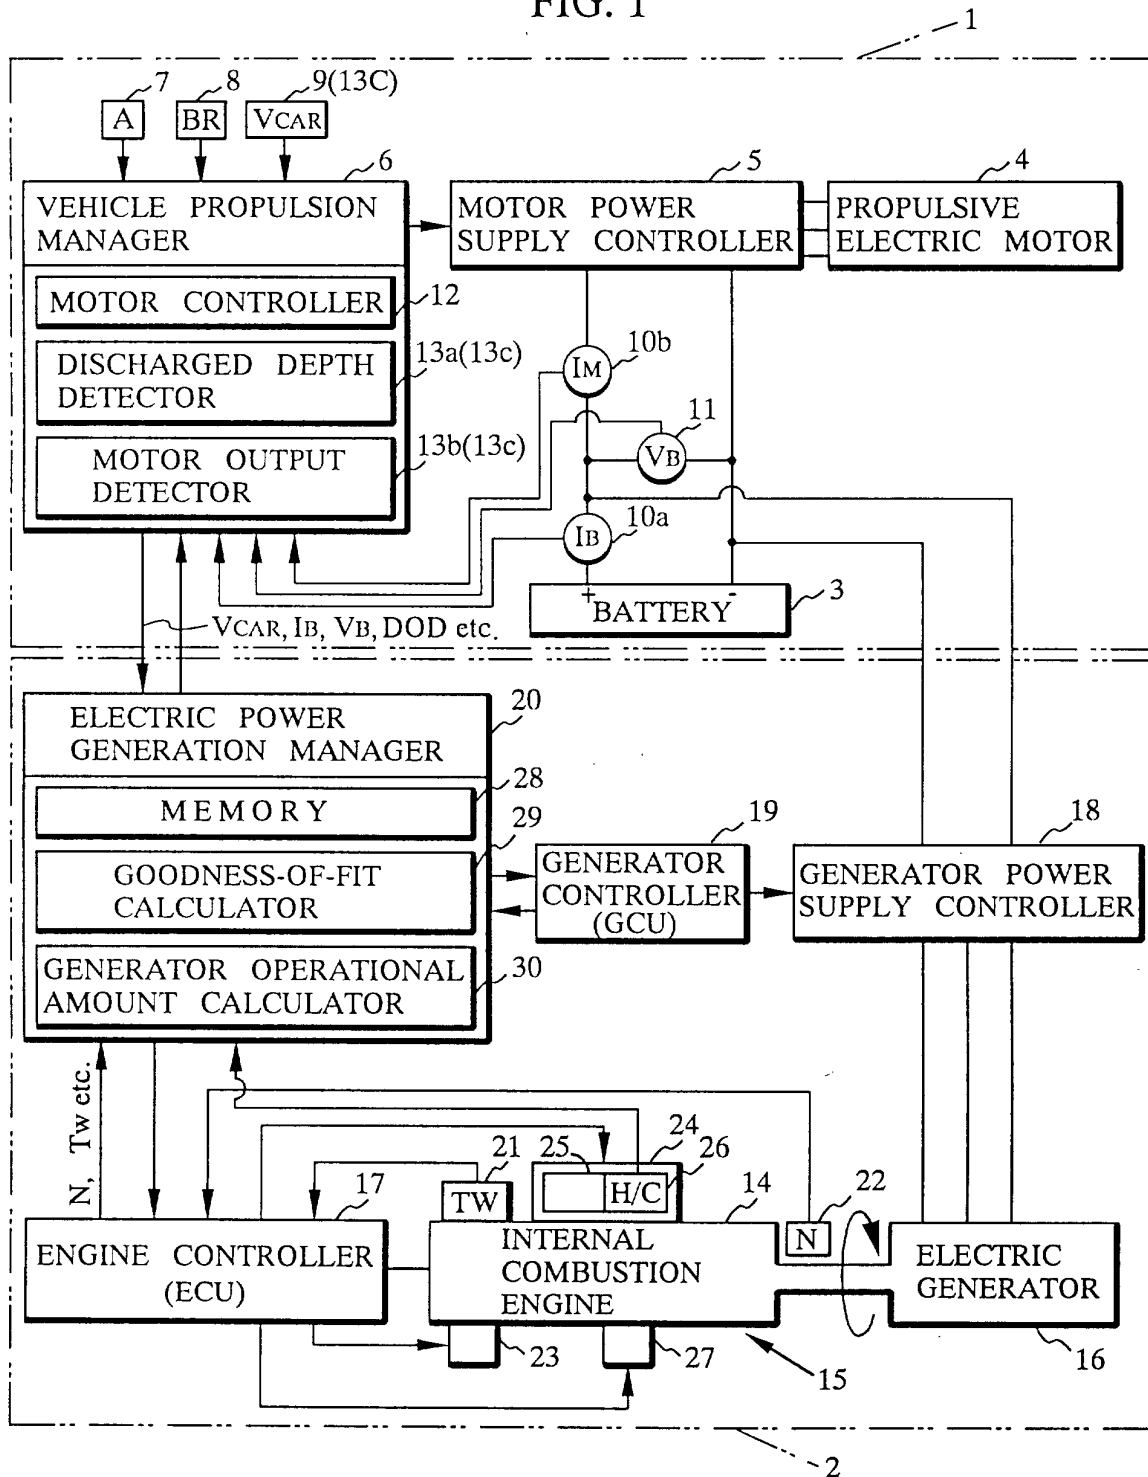 FIG. 1
1
7
8
9(13C)
A
BR
VCAR
6
5
4
VEHICLE PROPULSION
MANAGER
MOTOR POWER
SUPPLY CONTROLLER
PROPULSIVE
ELECTRIC MOTOR
MOTOR CONTROLLER
12
DISCHARGED DEPTH
DETECTOR
13a(13c)
MOTOR OUTPUT
DETECTOR
13b(13c)
IM
10b
11
VB
IB
10a
+
-
BATTERY
3
VCAR, IB, VB, DOD etc.
20
ELECTRIC POWER
GENERATION MANAGER
28
MEMORY
29
GOODNESS-OF-FIT
CALCULATOR
30
GENERATOR OPERATIONAL
AMOUNT CALCULATOR
19
GENERATOR
CONTROLLER
(GCU)
18
GENERATOR POWER
SUPPLY CONTROLLER
N, Tw etc.
17
21
TW
25
24
26
H/C
14
22
N
ENGINE CONTROLLER
(ECU)
INTERNAL
COMBUSTION
ENGINE
ELECTRIC
GENERATOR
23
27
15
16
2